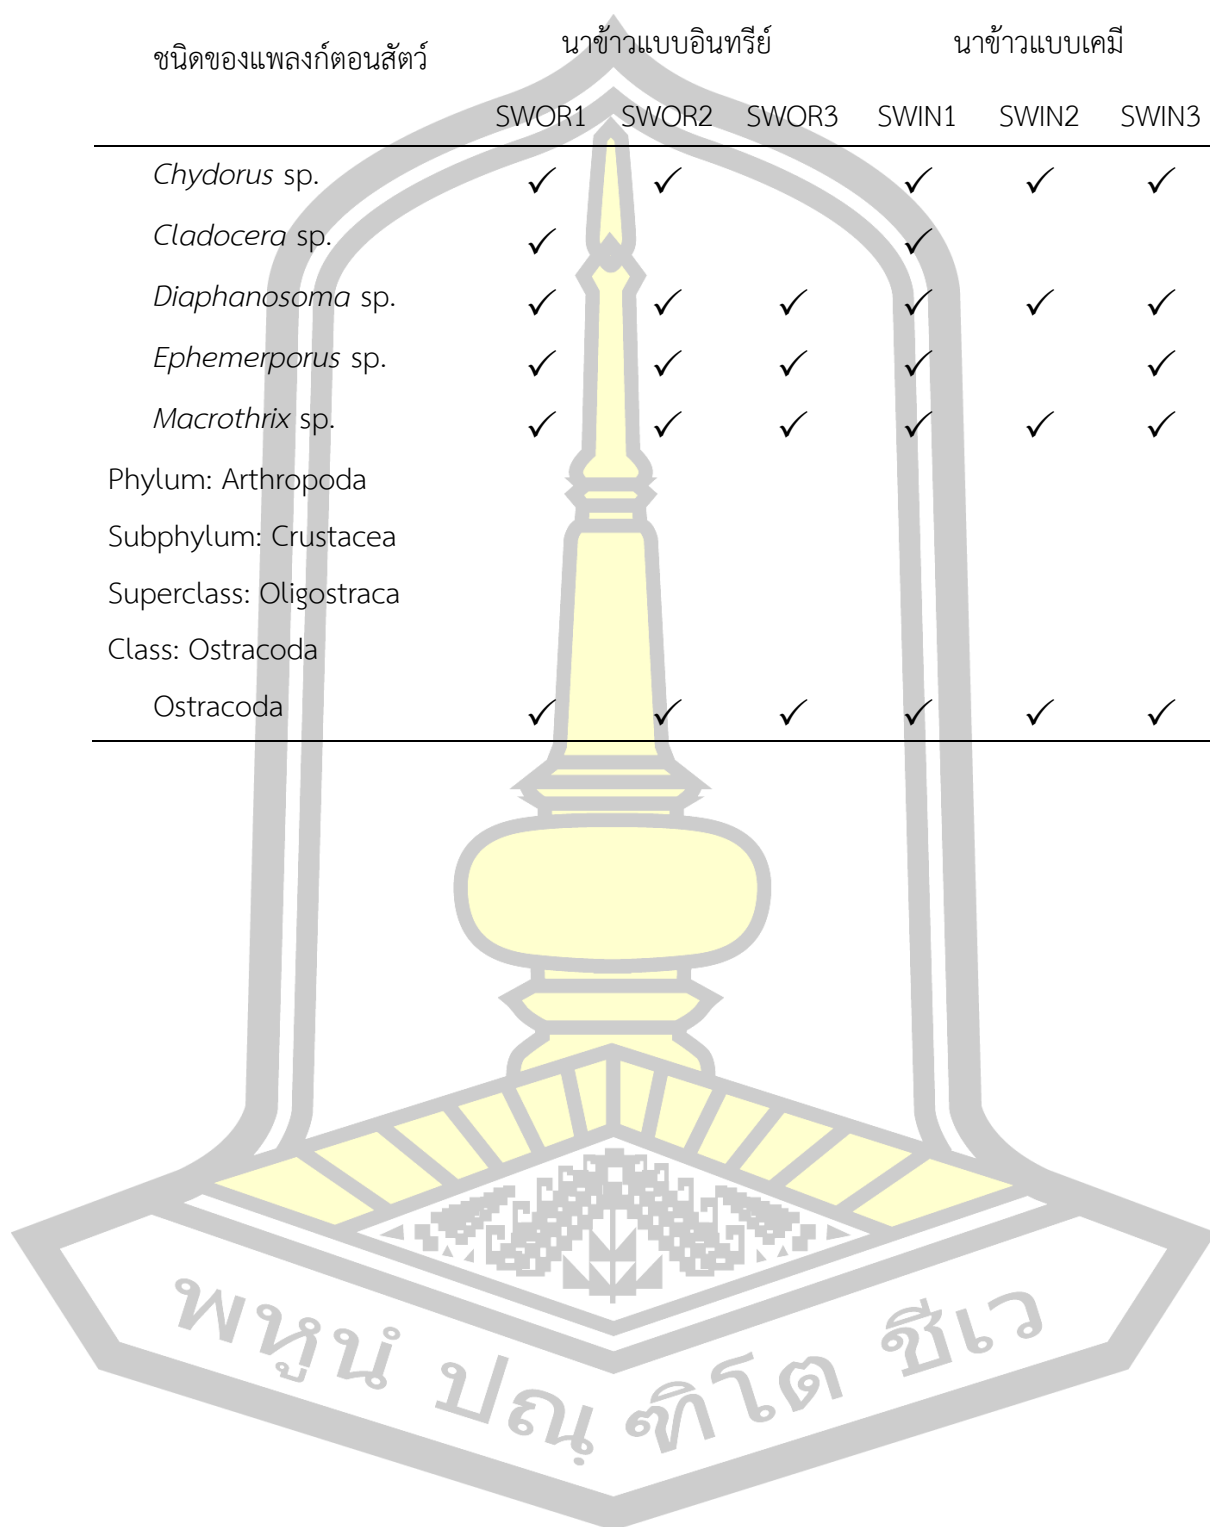 ชนิดของแพลงก์ตอนสัตว์ นาข้าวแบบอินทรีย์ นาข้าวแบบเคมี
SWOR1 SWOR2 SWOR3 SWIN1 SWIN2 SWIN3
Chydorus sp. ✓ ✓ ✓ ✓ ✓
Cladocera sp. ✓ ✓
Diaphanosoma sp. ✓ ✓ ✓ ✓ ✓ ✓
Ephemerporus sp. ✓ ✓ ✓ ✓ ✓
Macrothrix sp. ✓ ✓ ✓ ✓ ✓ ✓
Phylum: Arthropoda
Subphylum: Crustacea
Superclass: Oligostraca
Class: Ostracoda
Ostracoda ✓ ✓ ✓ ✓ ✓ ✓
พหูนํ ปณฺฑิโต ชีเว